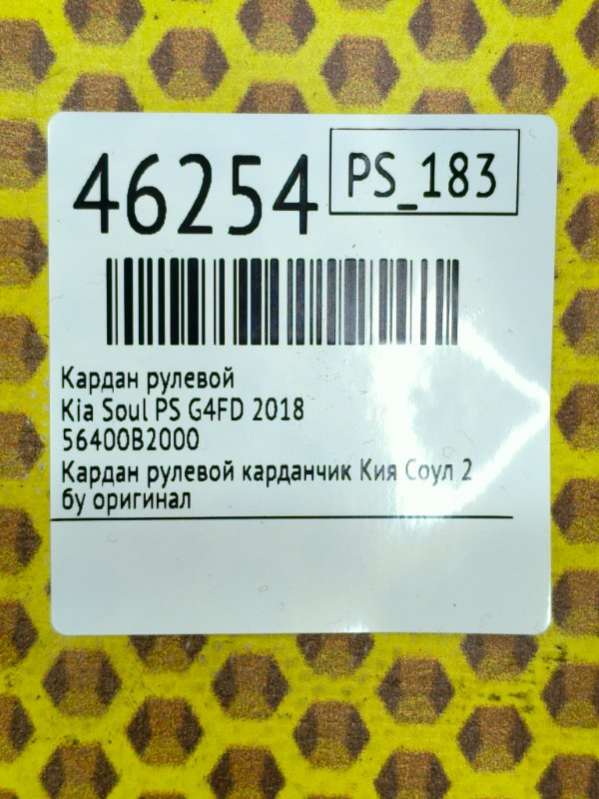 46254
PS_183
Кардан рулевой
Kia Soul PS G4FD 2018
56400B2000
Кардан рулевой карданчик Кия Соул 2
бу оригинал